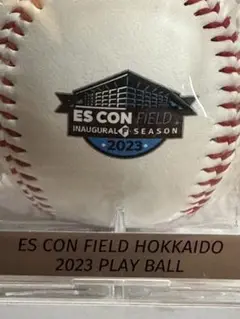 ES CON FIELD
INAUGURAL F SEASON
2023
ES CON FIELD HOKKAIDO
2023 PLAY BALL